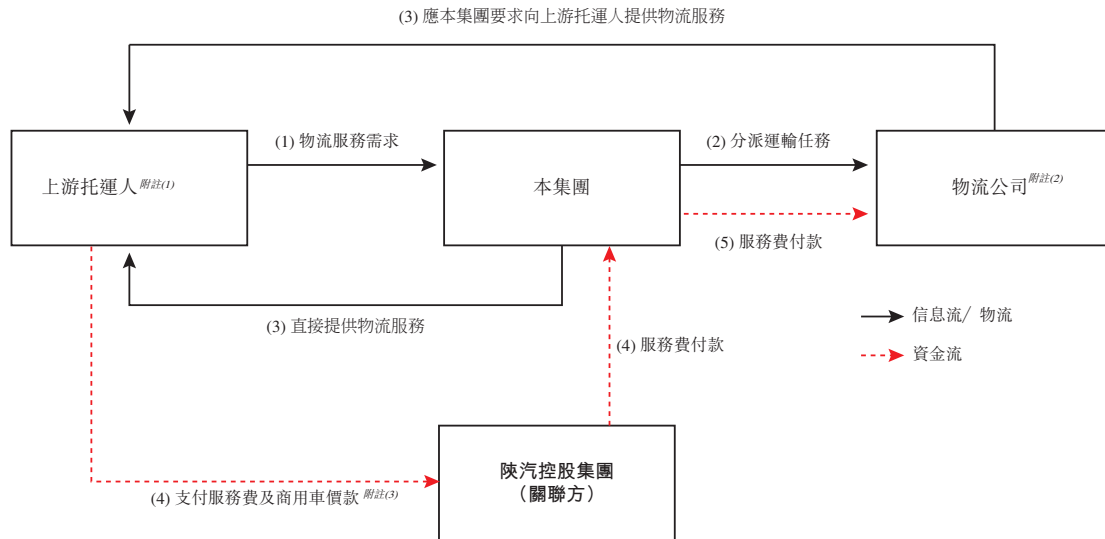 (3) 應本集團要求向上游托運人提供物流服務
(1) 物流服務需求
(2) 分派運輸任務
上游托運人附註(1)
本集團
物流公司附註(2)
(5) 服務費付款
(3) 直接提供物流服務
信息流/ 物流
(4) 服務費付款
資金流
陝汽控股集團
（關聯方）
(4) 支付服務費及商用車價款附註(3)